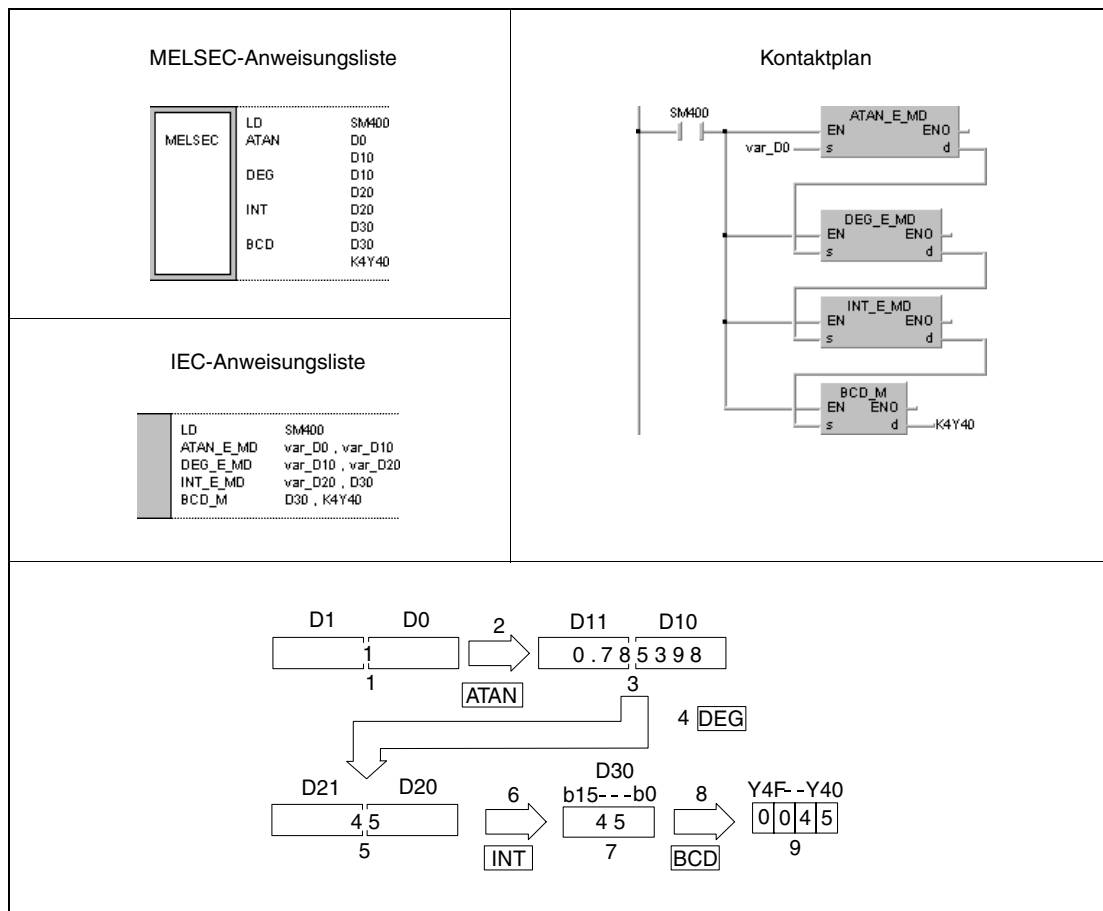 MELSEC-Anweisungsliste
MELSEC
LD SM400
ATAN D0
D10
DEG D10
D20
INT D20
D30
BCD D30
K4Y40
IEC-Anweisungsliste
LD SM400
ATAN_E_MD var_D0 , var_D10
DEG_E_MD var_D10 , var_D20
INT_E_MD var_D20 , D30
BCD_M D30 , K4Y40
Kontaktplan
SM400
ATAN_E_MD
EN ENO
var_D0 s d
DEG_E_MD
EN ENO
s d
INT_E_MD
EN ENO
s d
BCD_M
EN ENO
s d K4Y40
D1 D0 2 D11 D10
1 0.785398
1 ATAN 3
4 DEG
D21 D20 6 D30 8 Y4F--Y40
b15---b0
45 45 0 0 4 5
5 INT 7 BCD 9